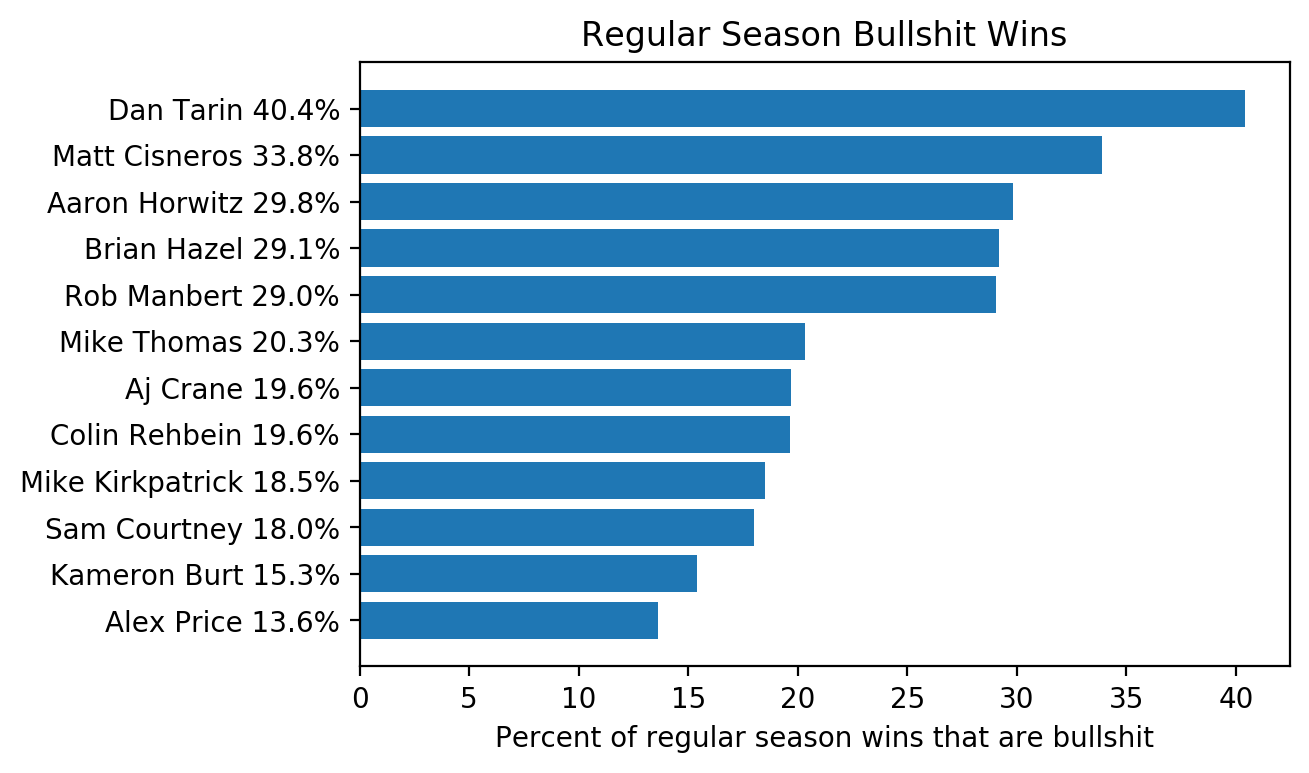 Regular Season Bullshit Wins
Dan Tarin 40.4%
Matt Cisneros 33.8%
Aaron Horwitz 29.8%
Brian Hazel 29.1%
Rob Manbert 29.0%
Mike Thomas 20.3%
Aj Crane 19.6%
Colin Rehbein 19.6%
Mike Kirkpatrick 18.5%
Sam Courtney 18.0%
Kameron Burt 15.3%
Alex Price 13.6%
0 5 10 15 20 25 30 35 40
Percent of regular season wins that are bullshit